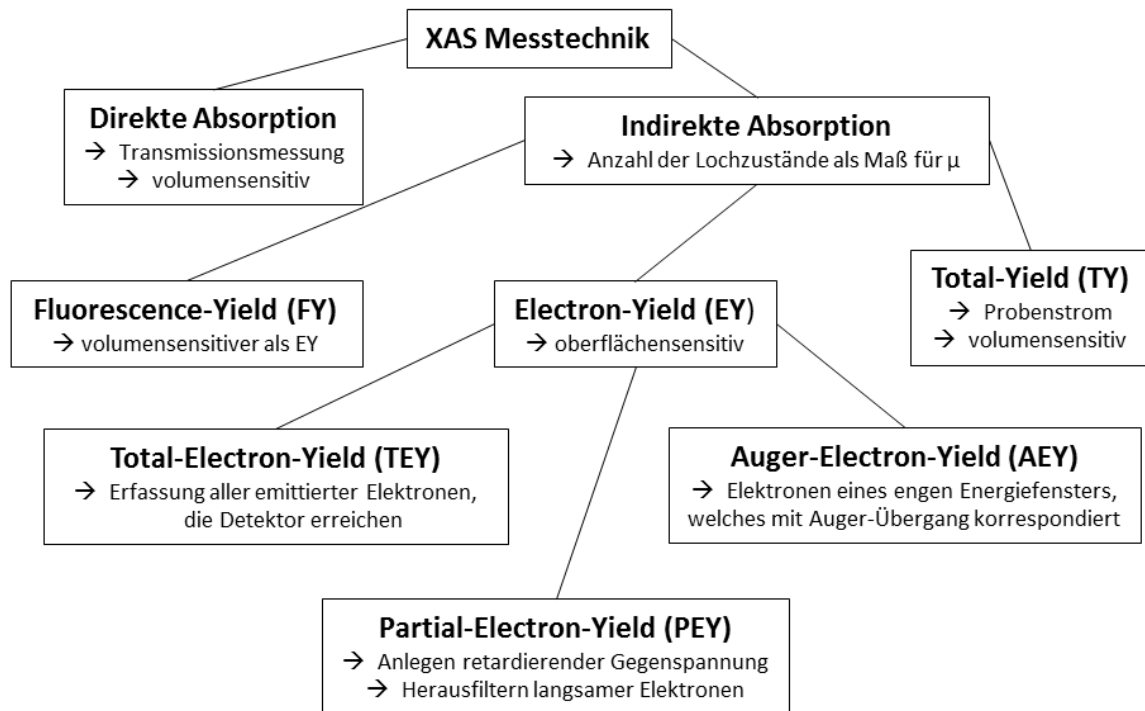 XAS Messtechnik
Direkte Absorption
→ Transmissionsmessung
→ volumensensitiv
Indirekte Absorption
→ Anzahl der Lochzustände als Maß für μ
Fluorescence-Yield (FY)
→ volumensensitiver als EY
Electron-Yield (EY)
→ oberflächensensitiv
Total-Yield (TY)
→ Probenstrom
→ volumensensitiv
Total-Electron-Yield (TEY)
→ Erfassung aller emittierter Elektronen,
die Detektor erreichen
Auger-Electron-Yield (AEY)
→ Elektronen eines engen Energiefensters,
welches mit Auger-Übergang korrespondiert
Partial-Electron-Yield (PEY)
→ Anlegen retardierender Gegenspannung
→ Herausfiltern langsamer Elektronen